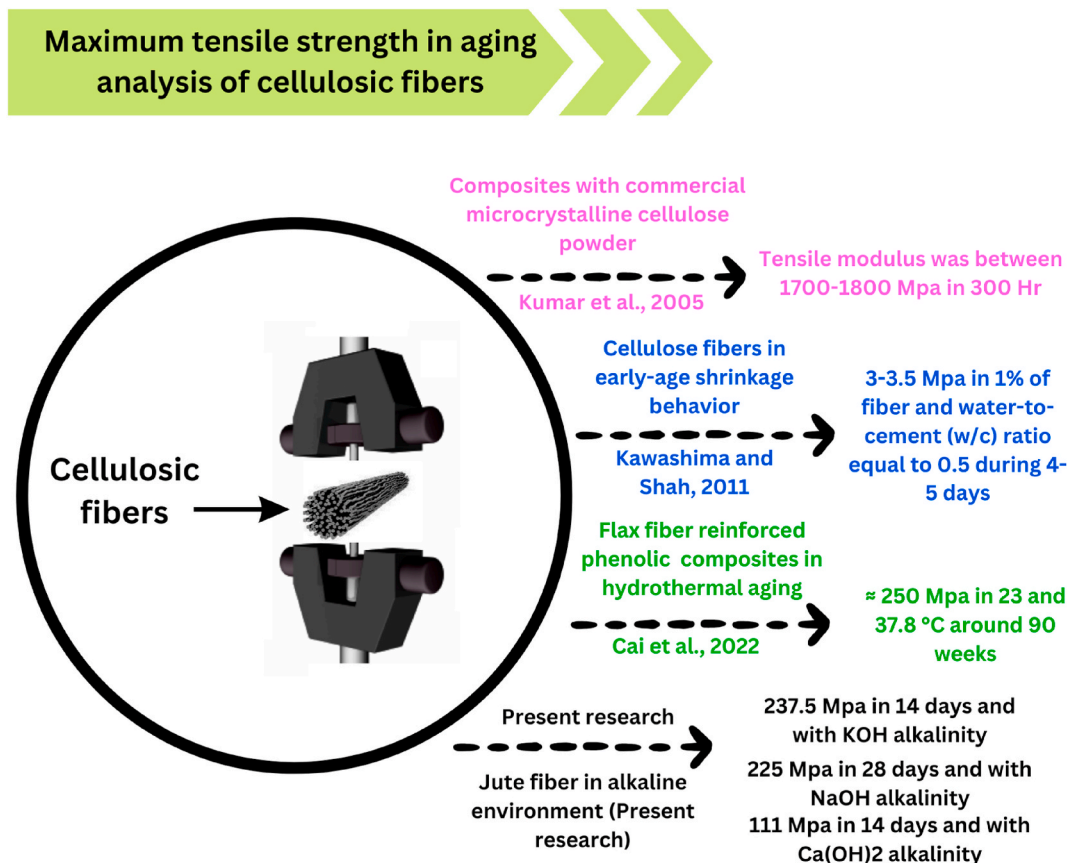 Maximum tensile strength in aging
analysis of cellulosic fibers
Composites with commercial
microcrystalline cellulose
powder
Kumar et al., 2005
Tensile modulus was between
1700-1800 Mpa in 300 Hr
Cellulose fibers in
early-age shrinkage
behavior
Kawashima and
Shah, 2011
3-3.5 Mpa in 1% of
fiber and water-to-
cement (w/c) ratio
equal to 0.5 during 4-
5 days
Cellulosic
fibers
Flax fiber reinforced
phenolic composites in
hydrothermal aging
Cai et al., 2022
≈ 250 Mpa in 23 and
37.8 °C around 90
weeks
Present research
Jute fiber in alkaline
environment (Present
research)
237.5 Mpa in 14 days and
with KOH alkalinity
225 Mpa in 28 days and with
NaOH alkalinity
111 Mpa in 14 days and with
Ca(OH)2 alkalinity